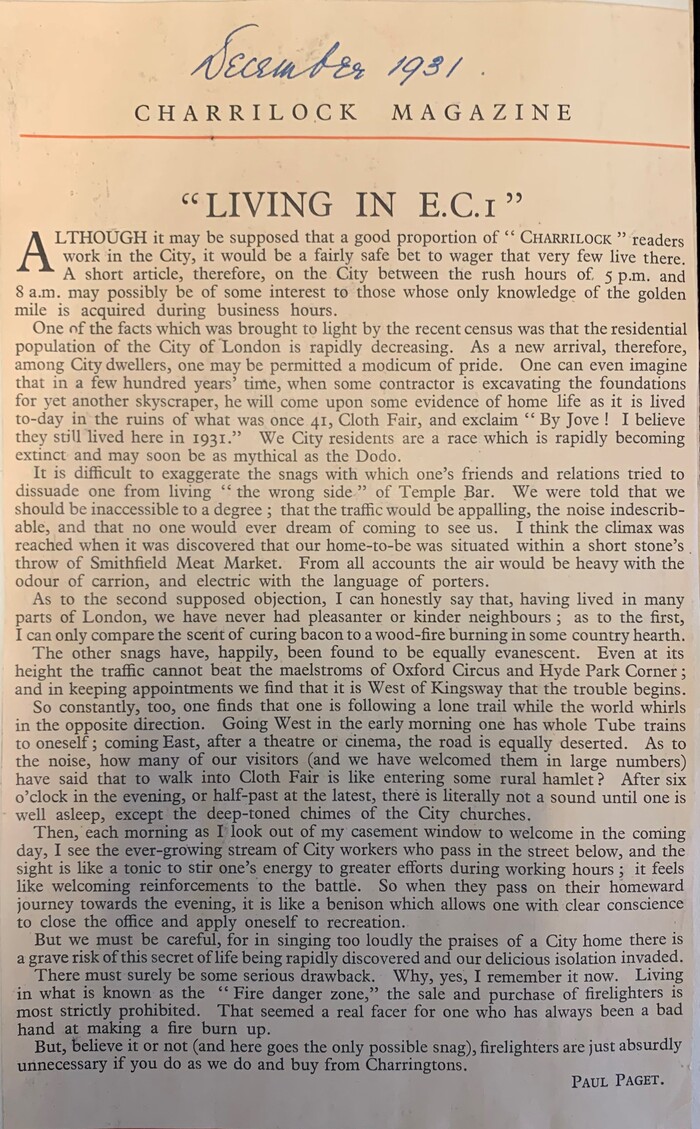 December 1931.
CHARRILOCK MAGAZINE
"LIVING IN E.C.1"
ALTHOUGH it may be supposed that a good proportion of "CHARRILOCK" readers
work in the City, it would be a fairly safe bet to wager that very few live there.
A short article, therefore, on the City between the rush hours of 5 p.m. and
8 a.m. may possibly be of some interest to those whose only knowledge of the golden
mile is acquired during business hours.
One of the facts which was brought to light by the recent census was that the residential
population of the City of London is rapidly decreasing. As a new arrival, therefore,
among City dwellers, one may be permitted a modicum of pride. One can even imagine
that in a few hundred years' time, when some contractor is excavating the foundations
for yet another skyscraper, he will come upon some evidence of home life as it is lived
to-day in the ruins of what was once 41, Cloth Fair, and exclaim "By Jove! I believe
they still lived here in 1931." We City residents are a race which is rapidly becoming
extinct and may soon be as mythical as the Dodo.
It is difficult to exaggerate the snags with which one's friends and relations tried to
dissuade one from living "the wrong side" of Temple Bar. We were told that we
should be inaccessible to a degree; that the traffic would be appalling, the noise indescrib-
able, and that no one would ever dream of coming to see us. I think the climax was
reached when it was discovered that our home-to-be was situated within a short stone's
throw of Smithfield Meat Market. From all accounts the air would be heavy with the
odour of carrion, and electric with the language of porters.
As to the second supposed objection, I can honestly say that, having lived in many
parts of London, we have never had pleasanter or kinder neighbours; as to the first,
I can only compare the scent of curing bacon to a wood-fire burning in some country hearth.
The other snags have, happily, been found to be equally evanescent. Even at its
height the traffic cannot beat the maelstroms of Oxford Circus and Hyde Park Corner;
and in keeping appointments we find that it is West of Kingsway that the trouble begins.
So constantly, too, one finds that one is following a lone trail while the world whirls
in the opposite direction. Going West in the early morning one has whole Tube trains
to oneself; coming East, after a theatre or cinema, the road is equally deserted. As to
the noise, how many of our visitors (and we have welcomed them in large numbers)
have said that to walk into Cloth Fair is like entering some rural hamlet? After six
o'clock in the evening, or half-past at the latest, there is literally not a sound until one is
well asleep, except the deep-toned chimes of the City churches.
Then, each morning as I look out of my casement window to welcome in the coming
day, I see the ever-growing stream of City workers who pass in the street below, and the
sight is like a tonic to stir one's energy to greater efforts during working hours; it feels
like welcoming reinforcements to the battle. So when they pass on their homeward
journey towards the evening, it is like a benison which allows one with clear conscience
to close the office and apply oneself to recreation.
But we must be careful, for in singing too loudly the praises of a City home there is
a grave risk of this secret of life being rapidly discovered and our delicious isolation invaded.
There must surely be some serious drawback. Why, yes, I remember it now. Living
in what is known as the "Fire danger zone," the sale and purchase of firelighters is
most strictly prohibited. That seemed a real facer for one who has always been a bad
hand at making a fire burn up.
But, believe it or not (and here goes the only possible snag), firelighters are just absurdly
unnecessary if you do as we do and buy from Charringtons.
PAUL PAGET.